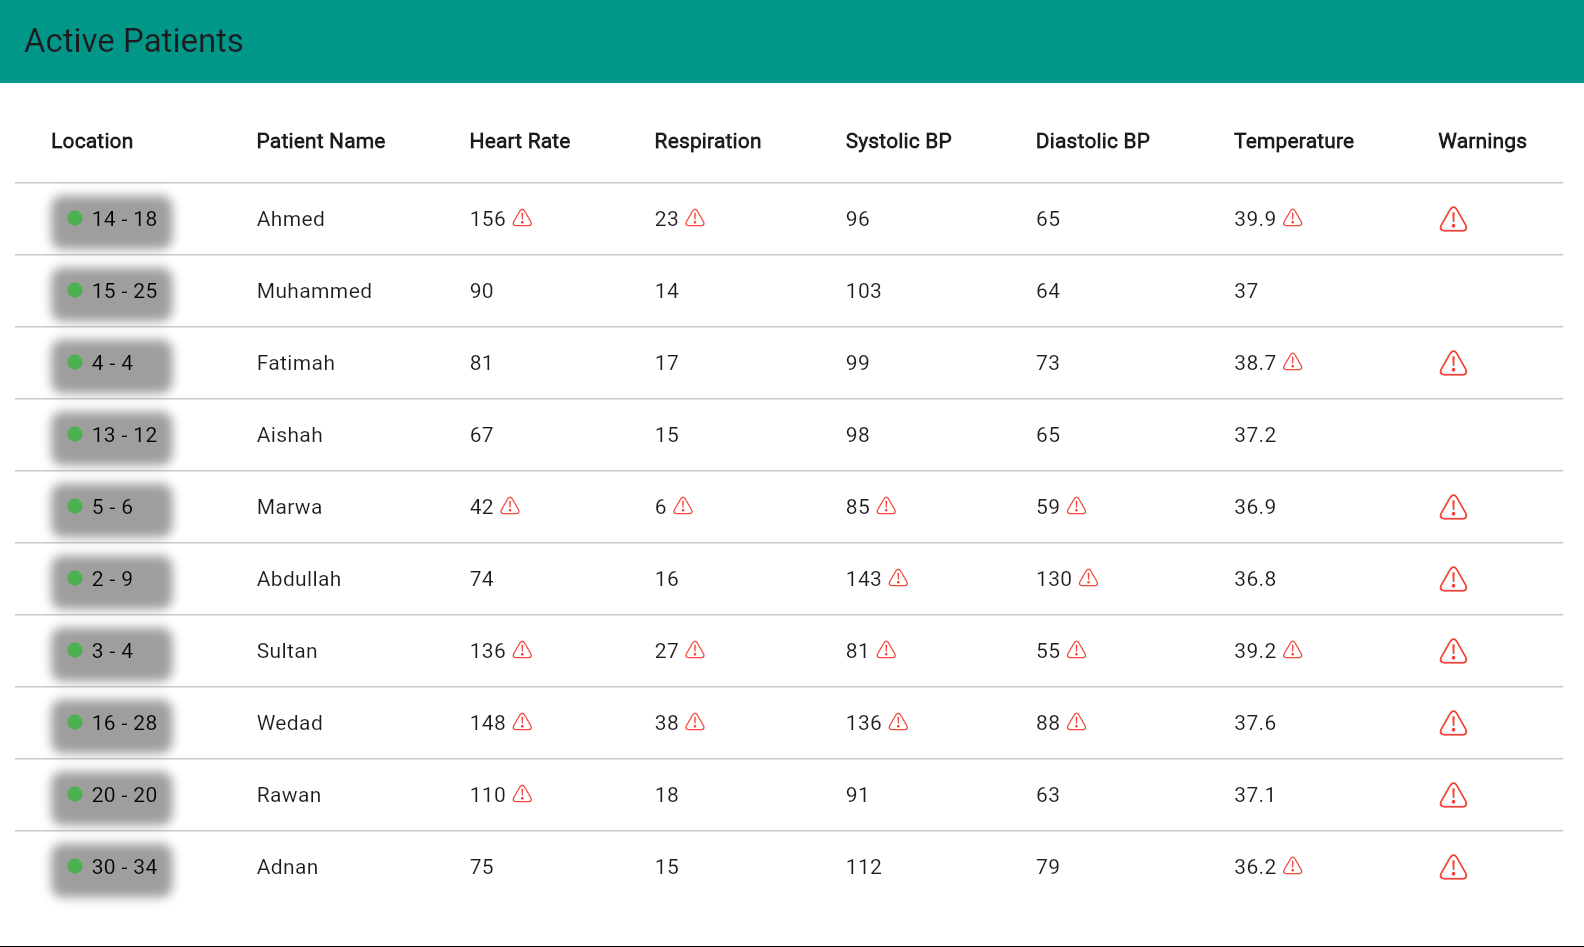 Active Patients
Location Patient Name Heart Rate Respiration Systolic BP Diastolic BP Temperature Warnings
14 - 18 Ahmed 156 23 96 65 39.9
15 - 25 Muhammed 90 14 103 64 37
4 - 4 Fatimah 81 17 99 73 38.7
13 - 12 Aishah 67 15 98 65 37.2
5 - 6 Marwa 42 6 85 59 36.9
2 - 9 Abdullah 74 16 143 130 36.8
3 - 4 Sultan 136 27 81 55 39.2
16 - 28 Wedad 148 38 136 88 37.6
20 - 20 Rawan 110 18 91 63 37.1
30 - 34 Adnan 75 15 112 79 36.2